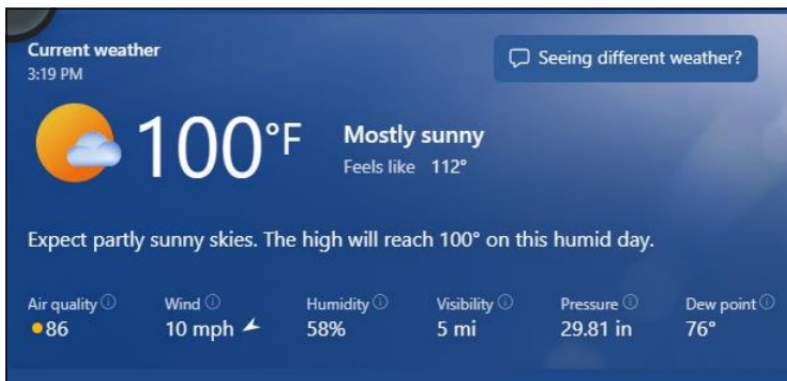 Current weather
3:19 PM
Seeing different weather?
100°F
Mostly sunny
Feels like 112°
Expect partly sunny skies. The high will reach 100° on this humid day.
Air quality Wind Humidity Visibility Pressure Dew point
86 10 mph 58% 5 mi 29.81 in 76°